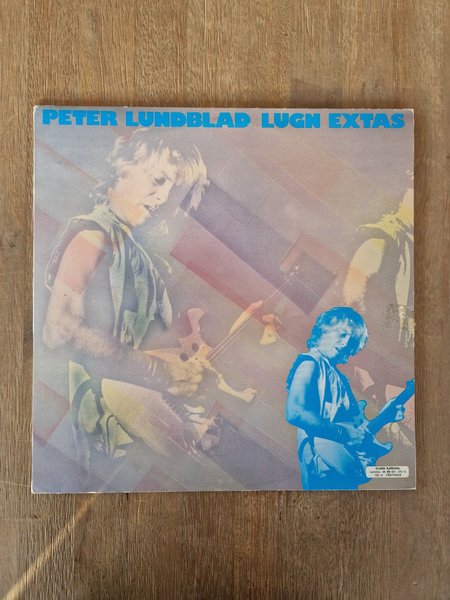 PETER LUNDBLAD LUGN EXTAS